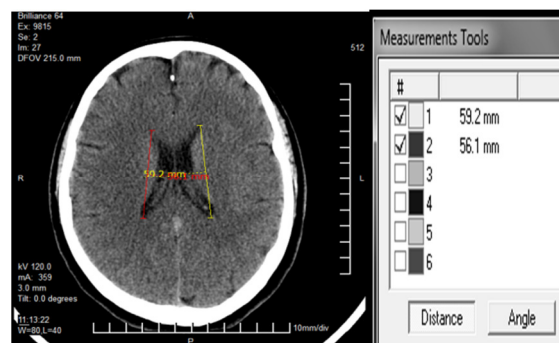 Brilliance 64
Ex: 9815
Se: 2
Im: 27
DFOV 215.0 mm
A
512
R
L
59.2 mm
kV 120.0
mA: 359
3.0 mm
Tilt: 0.0 degrees
11:13:22
W=80,L=40
10mm/div
P
Measurements Tools
#
1 59.2 mm
2 56.1 mm
3
4
5
6
Distance Angle